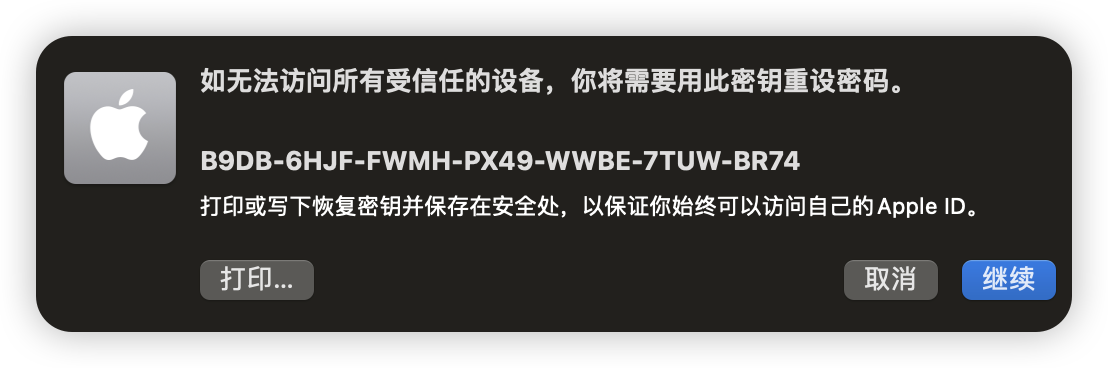 如无法访问所有受信任的设备，你将需要用此密钥重设密码。
B9DB-6HJF-FWMH-PX49-WWBE-7TUW-BR74
打印或写下恢复密钥并保存在安全处，以保证你始终可以访问自己的Apple ID。
打印... 取消 继续